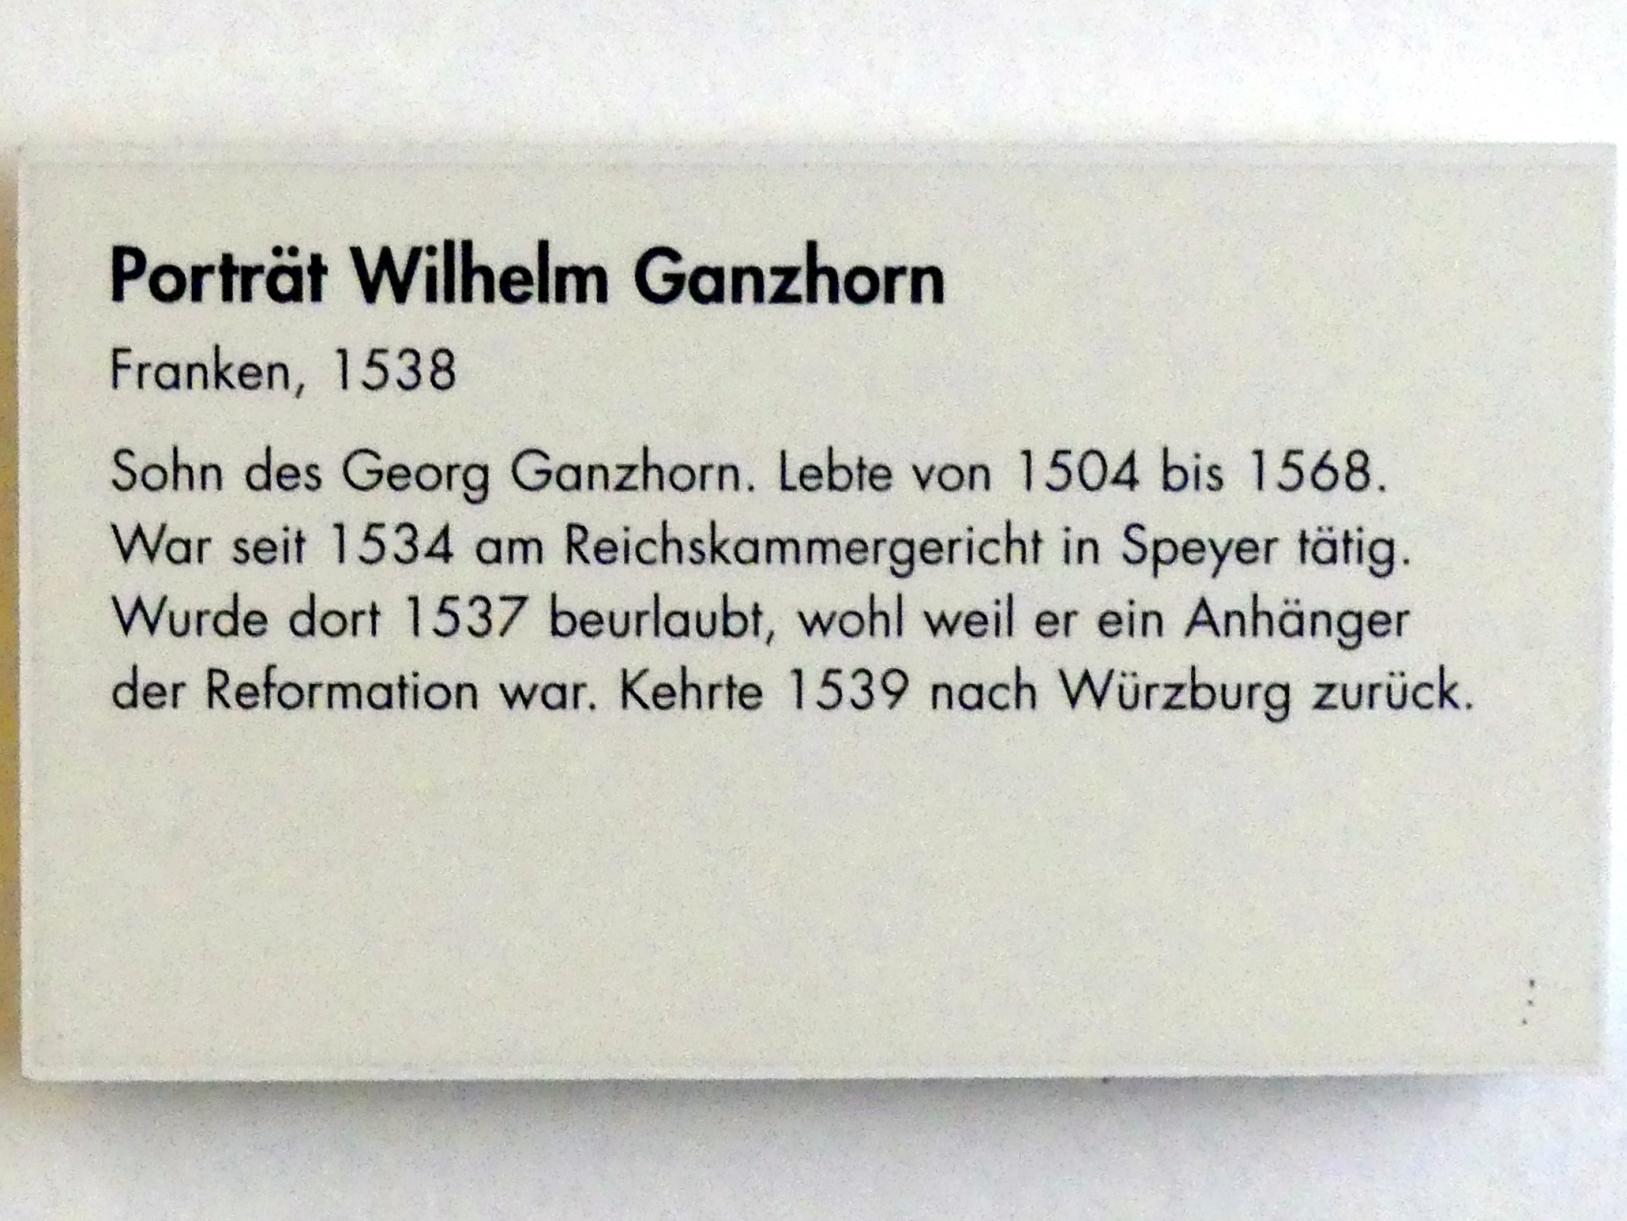 Porträt Wilhelm Ganzhorn
Franken, 1538
Sohn des Georg Ganzhorn. Lebte von 1504 bis 1568.
War seit 1534 am Reichskammergericht in Speyer tätig.
Wurde dort 1537 beurlaubt, wohl weil er ein Anhänger
der Reformation war. Kehrte 1539 nach Würzburg zurück.